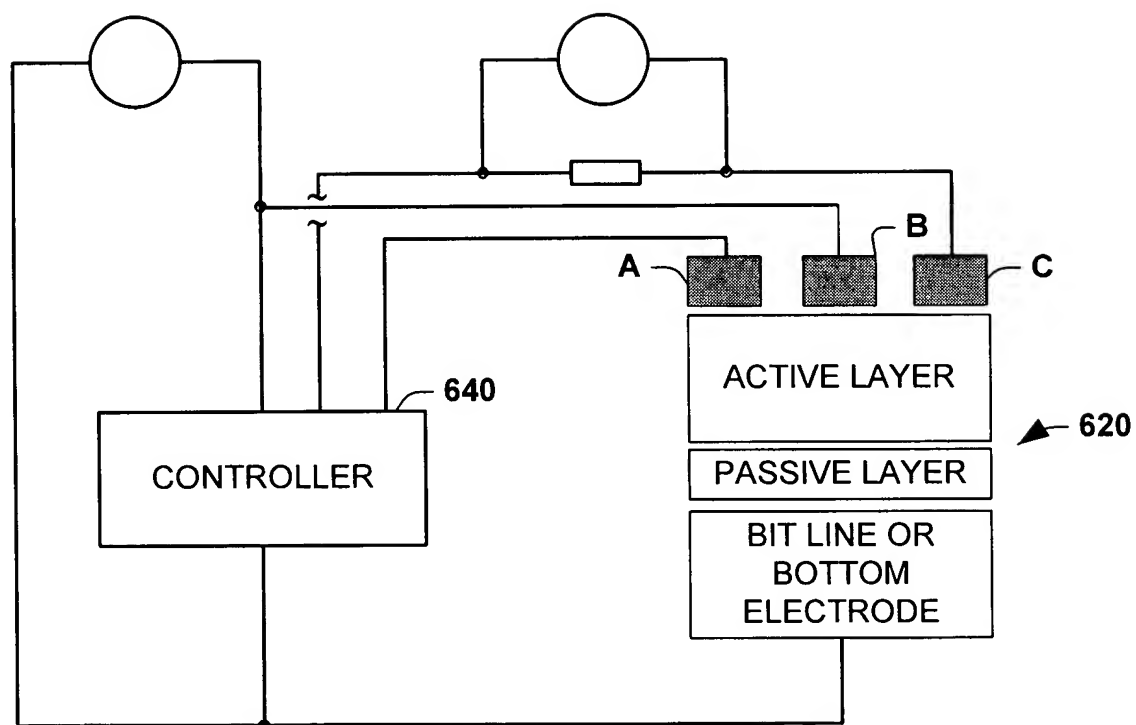 B
A
C
ACTIVE LAYER
640
620
CONTROLLER
PASSIVE LAYER
BIT LINE OR
BOTTOM
ELECTRODE